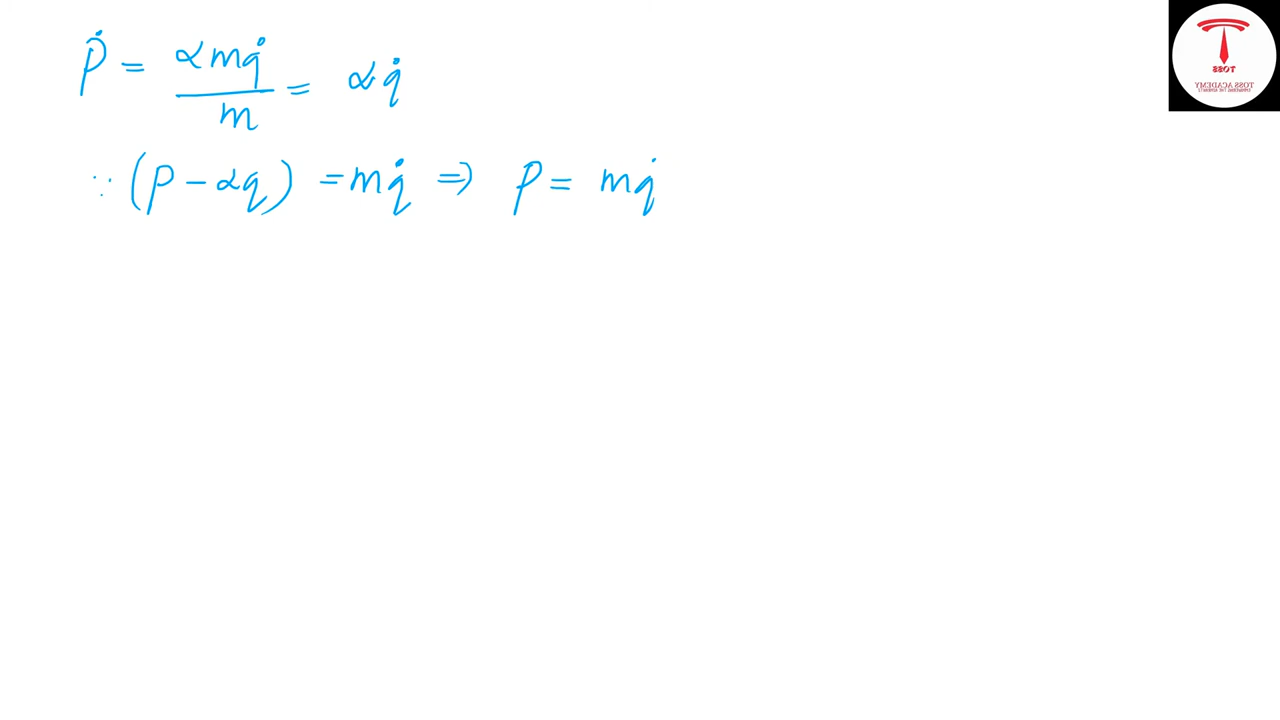 ṗ = αmq̇/m = αq̇
∵ (p − αq) = mq̇ ⇒ p = mq̇
TOSS
TOSS ACADEMY